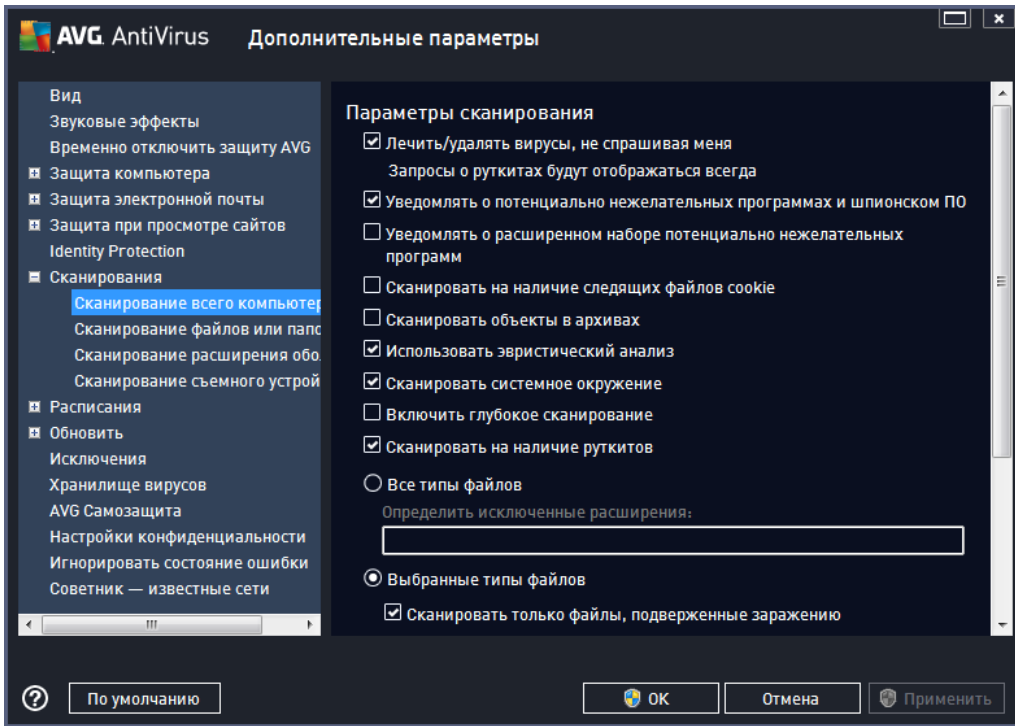 AVG. AntiVirus Дополнительные параметры
Вид
Звуковые эффекты
Временно отключить защиту AVG
Защита компьютера
Защита электронной почты
Защита при просмотре сайтов
Identity Protection
Сканирования
Сканирование всего компьютер
Сканирование файлов или папо
Сканирование расширения обо
Сканирование съемного устрой
Расписания
Обновить
Исключения
Хранилище вирусов
AVG Самозащита
Настройки конфиденциальности
Игнорировать состояние ошибки
Советник — известные сети
Параметры сканирования
Лечить/удалять вирусы, не спрашивая меня
Запросы о руткитах будут отображаться всегда
Уведомлять о потенциально нежелательных программах и шпионском ПО
Уведомлять о расширенном наборе потенциально нежелательных
программ
Сканировать на наличие следящих файлов cookie
Сканировать объекты в архивах
Использовать эвристический анализ
Сканировать системное окружение
Включить глубокое сканирование
Сканировать на наличие руткитов
Все типы файлов
Определить исключенные расширения:
Выбранные типы файлов
Сканировать только файлы, подверженные заражению
По умолчанию
OK
Отмена
Применить